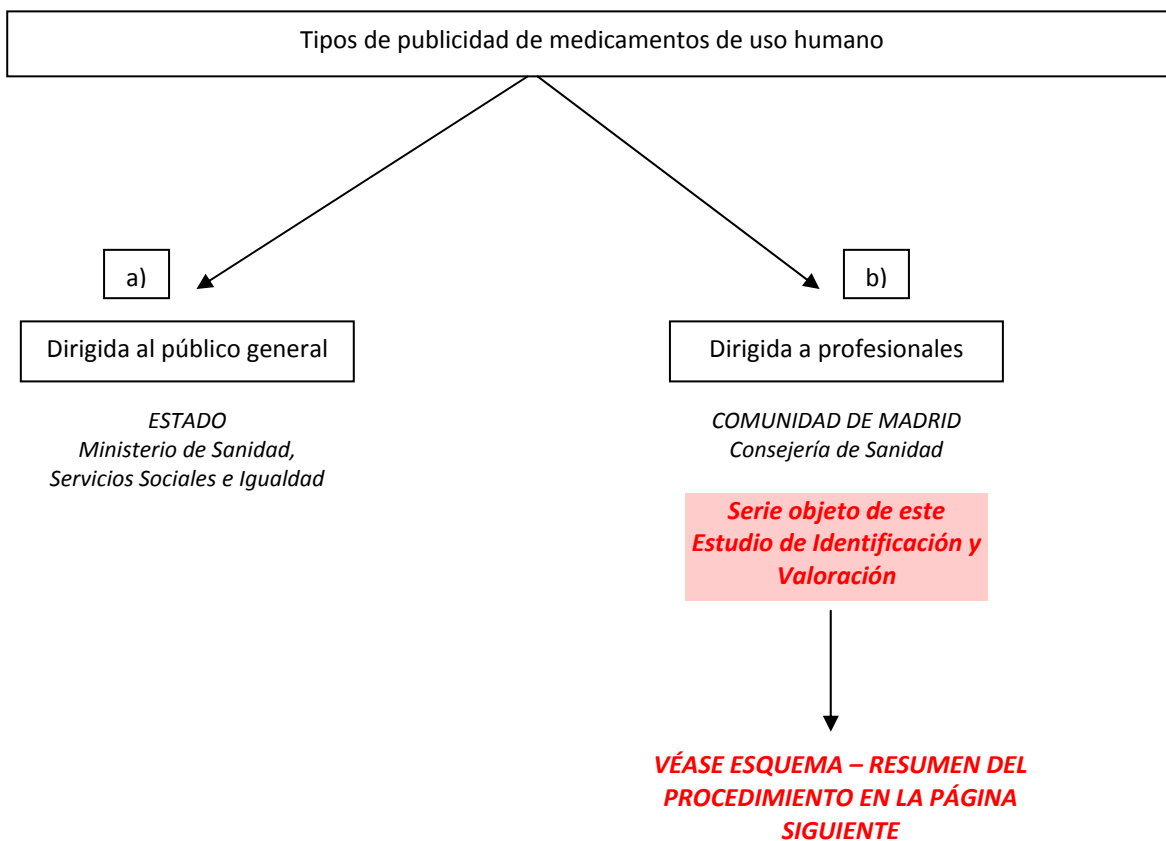 Tipos de publicidad de medicamentos de uso humano
a)
Dirigida al público general
ESTADO
Ministerio de Sanidad,
Servicios Sociales e Igualdad
b)
Dirigida a profesionales
COMUNIDAD DE MADRID
Consejería de Sanidad
Serie objeto de este
Estudio de Identificación y
Valoración
VÉASE ESQUEMA – RESUMEN DEL
PROCEDIMIENTO EN LA PÁGINA
SIGUIENTE